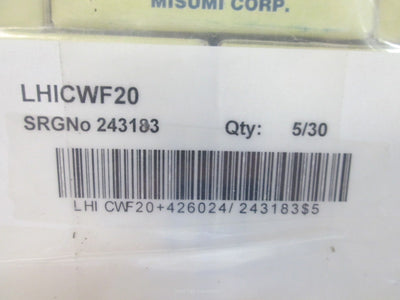 MISUMI CORP.
LHICWF20
SRGNo 243183 Qty: 5/30
LHI CWF20+426024/243183$5